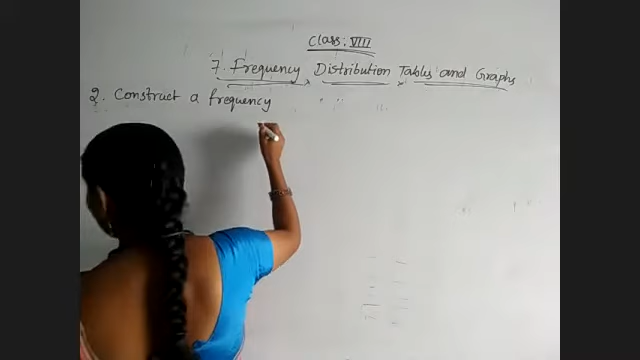 Class: VIII
7. Frequency Distribution Tables and Graphs
2. Construct a frequency